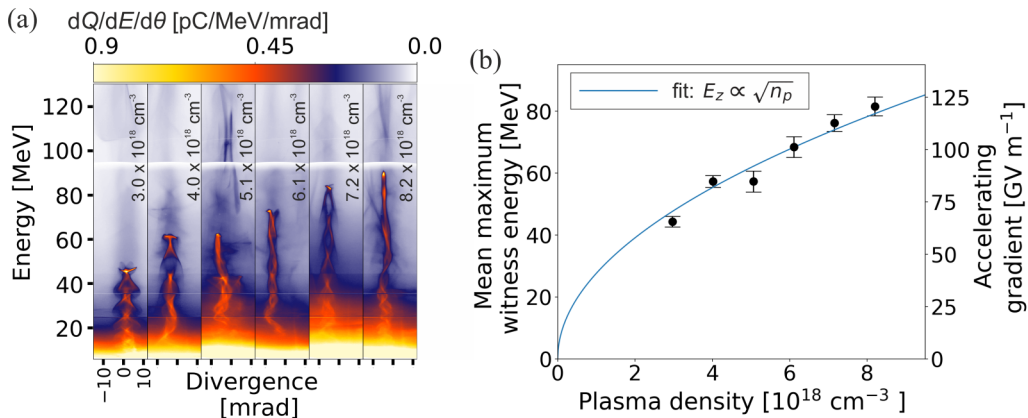 (a)
dQ/dE/dθ [pC/MeV/mrad]
0.9 0.45 0.0
120
100
80
60
40
20
Energy [MeV]
3.0 x 10¹⁸ cm⁻³
4.0 x 10¹⁸ cm⁻³
5.1 x 10¹⁸ cm⁻³
6.1 x 10¹⁸ cm⁻³
7.2 x 10¹⁸ cm⁻³
8.2 x 10¹⁸ cm⁻³
−10 0 10
Divergence
[mrad]
(b)
fit: E_z ∝ √n_p
Mean maximum
witness energy [MeV]
80
60
40
20
0
0 2 4 6 8
Plasma density [10¹⁸ cm⁻³]
125
100
75
50
25
0
Accelerating
gradient [GV m⁻¹]